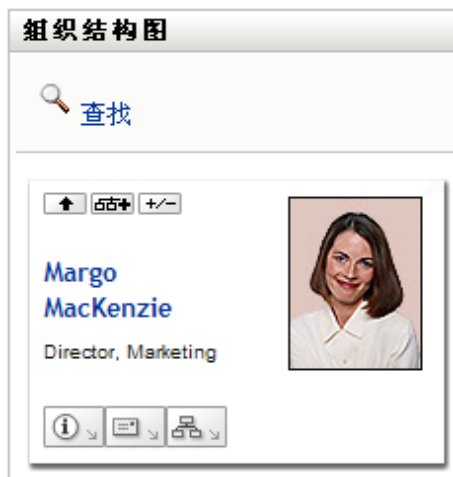 组织结构图
查找
+/-
Margo
MacKenzie
Director, Marketing